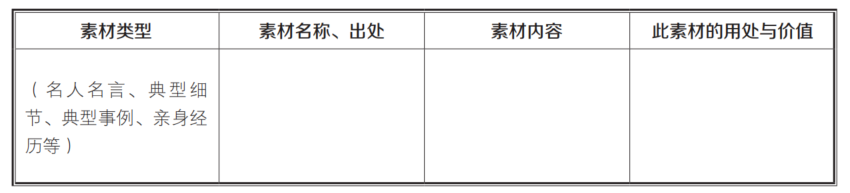 素材类型 素材名称、出处 素材内容 此素材的用处与价值
（名人名言、典型细
节、典型事例、亲身经
历等）